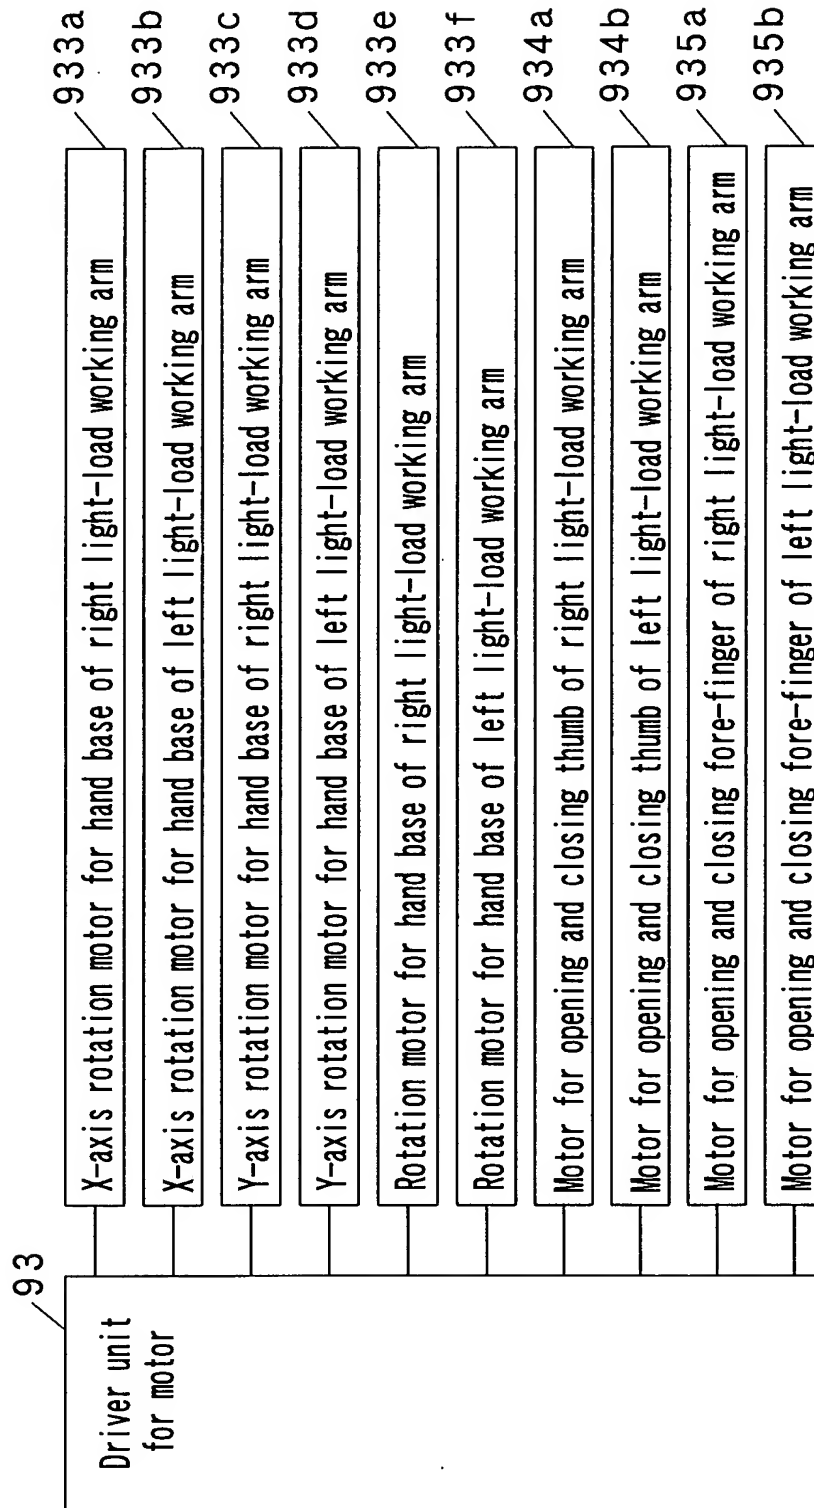 93
Driver unit
for motor
X-axis rotation motor for hand base of right light-load working arm
933a
X-axis rotation motor for hand base of left light-load working arm
933b
Y-axis rotation motor for hand base of right light-load working arm
933c
Y-axis rotation motor for hand base of left light-load working arm
933d
Rotation motor for hand base of right light-load working arm
933e
Rotation motor for hand base of left light-load working arm
933f
Motor for opening and closing thumb of right light-load working arm
934a
Motor for opening and closing thumb of left light-load working arm
934b
Motor for opening and closing fore-finger of right light-load working arm
935a
Motor for opening and closing fore-finger of left light-load working arm
935b